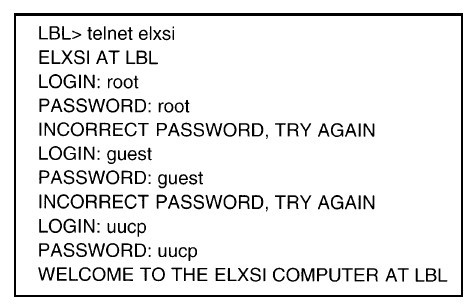 LBL> telnet elxsi
ELXSI AT LBL
LOGIN: root
PASSWORD: root
INCORRECT PASSWORD, TRY AGAIN
LOGIN: guest
PASSWORD: guest
INCORRECT PASSWORD, TRY AGAIN
LOGIN: uucp
PASSWORD: uucp
WELCOME TO THE ELXSI COMPUTER AT LBL